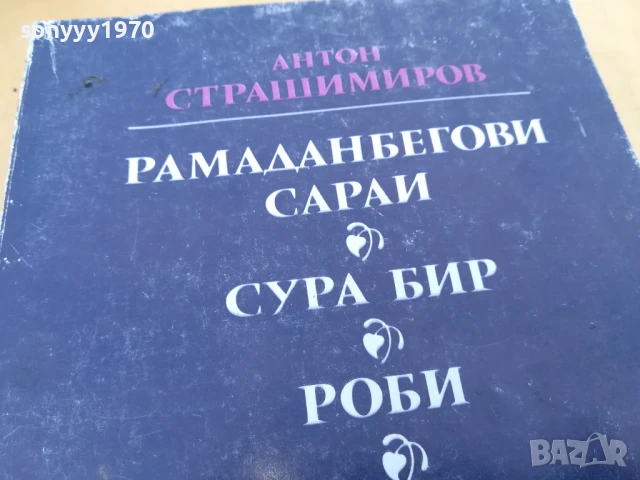 sonyyy1970
АНТОН
СТРАШИМИРОВ
РАМАДАНБЕГОВИ
САРАИ
СУРА БИР
РОБИ
BAZAR